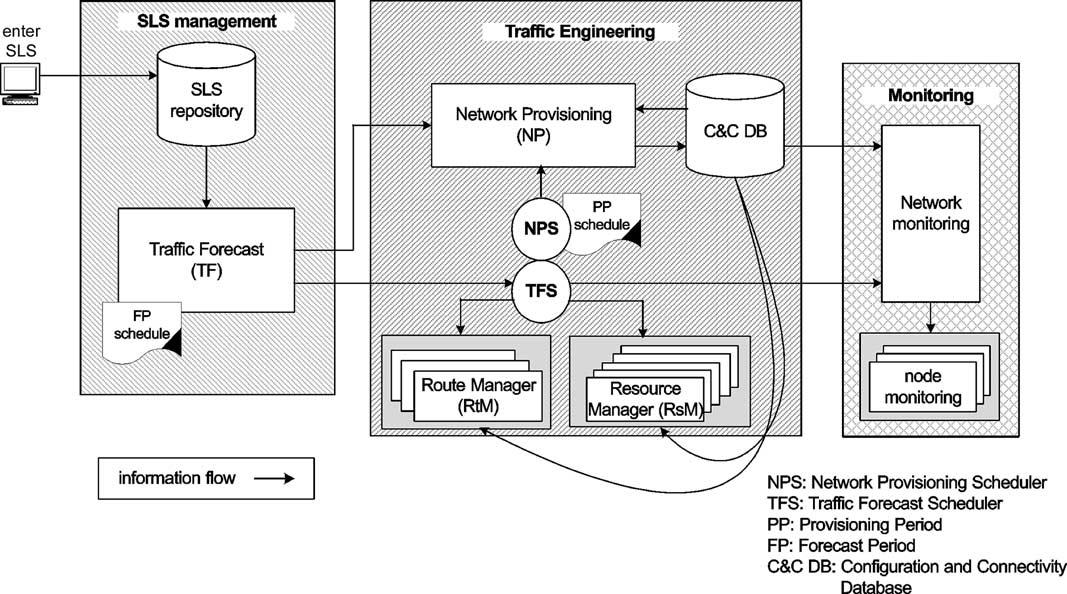 enter
SLS
SLS management
SLS
repository
Traffic Forecast
(TF)
FP
schedule
Traffic Engineering
Network Provisioning
(NP)
C&C DB
NPS
PP
schedule
TFS
Route Manager
(RtM)
Resource
Manager (RsM)
Monitoring
Network
monitoring
node
monitoring
information flow
NPS: Network Provisioning Scheduler
TFS: Traffic Forecast Scheduler
PP: Provisioning Period
FP: Forecast Period
C&C DB: Configuration and Connectivity
Database